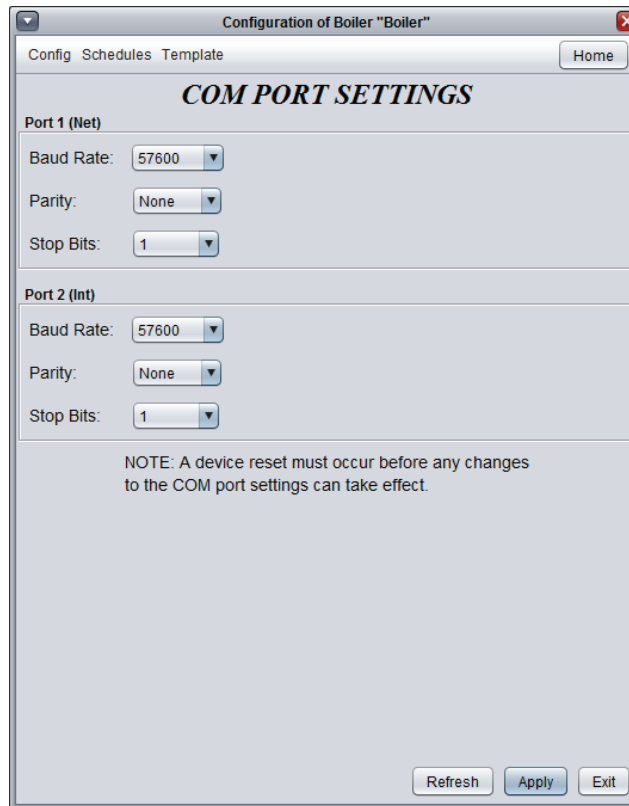 Configuration of Boiler "Boiler"
Config Schedules Template Home
COM PORT SETTINGS
Port 1 (Net)
Baud Rate: 57600
Parity: None
Stop Bits: 1
Port 2 (Int)
Baud Rate: 57600
Parity: None
Stop Bits: 1
NOTE: A device reset must occur before any changes
to the COM port settings can take effect.
Refresh Apply Exit